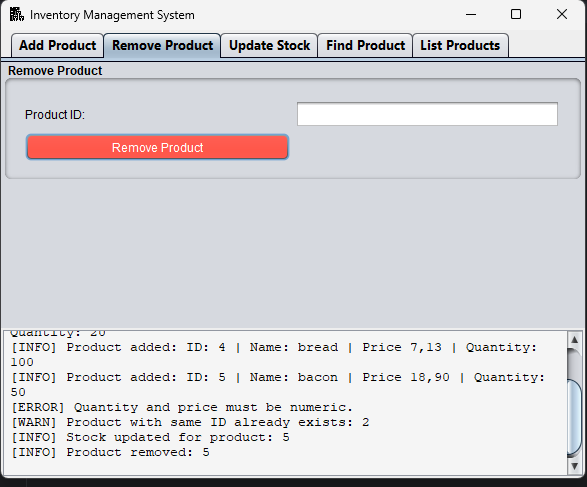 Inventory Management System
Add Product Remove Product Update Stock Find Product List Products
Remove Product
Product ID:
Remove Product
Quantity: 20
[INFO] Product added: ID: 4 | Name: bread | Price 7,13 | Quantity:
100
[INFO] Product added: ID: 5 | Name: bacon | Price 18,90 | Quantity:
50
[ERROR] Quantity and price must be numeric.
[WARN] Product with same ID already exists: 2
[INFO] Stock updated for product: 5
[INFO] Product removed: 5